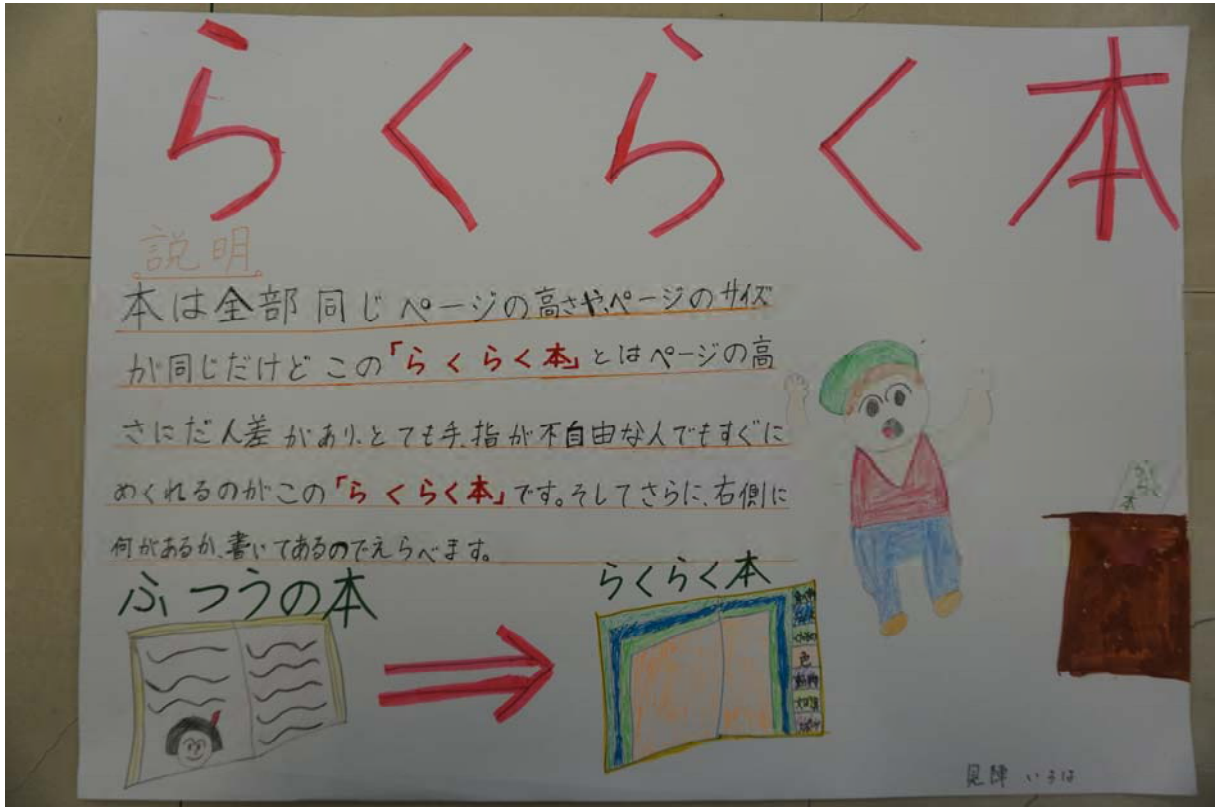 らくらく本
説明
本は全部同じページの高さや、ページのサイズ
が同じだけどこの「らくらく本」とはページの高
さにだん差があり、とても手、指が不自由な人でもすぐに
めくれるのがこの「らくらく本」です。そしてさらに、右側に
何があるか、書いてあるのでえらべます。
ふつうの本
らくらく本
色
動物
本
いろは